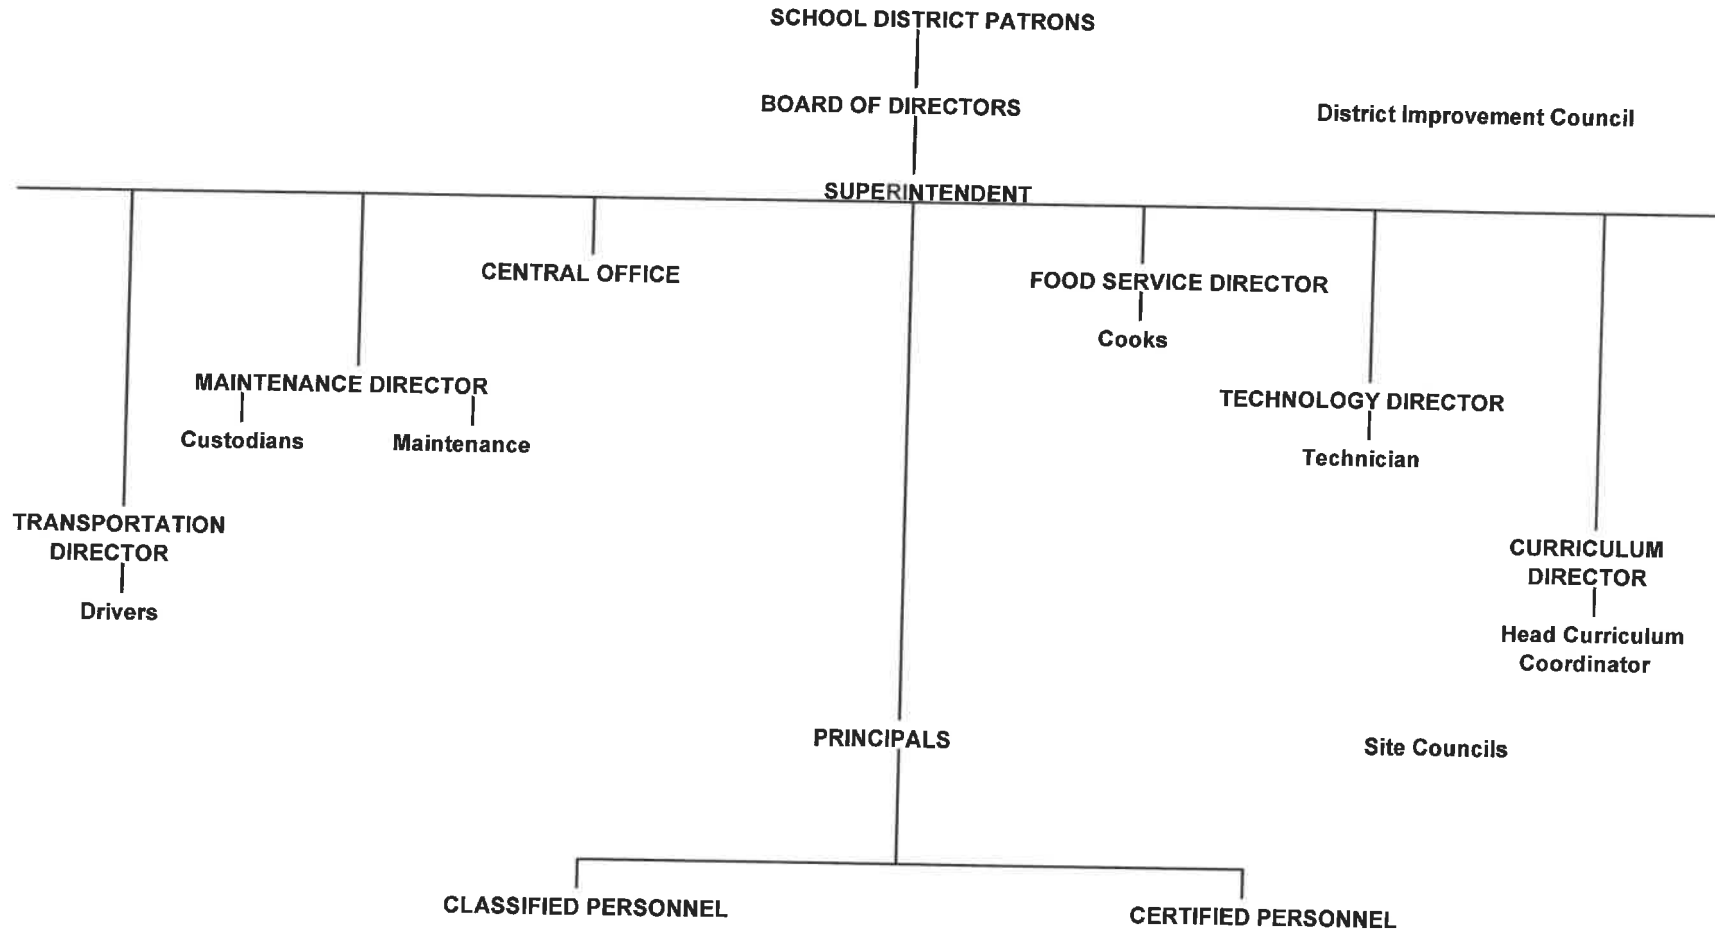 SCHOOL DISTRICT PATRONS
BOARD OF DIRECTORS
District Improvement Council
SUPERINTENDENT
CENTRAL OFFICE
FOOD SERVICE DIRECTOR
Cooks
MAINTENANCE DIRECTOR
TECHNOLOGY DIRECTOR
Custodians
Maintenance
Technician
TRANSPORTATION
DIRECTOR
Drivers
CURRICULUM
DIRECTOR
Head Curriculum
Coordinator
PRINCIPALS
Site Councils
CLASSIFIED PERSONNEL
CERTIFIED PERSONNEL